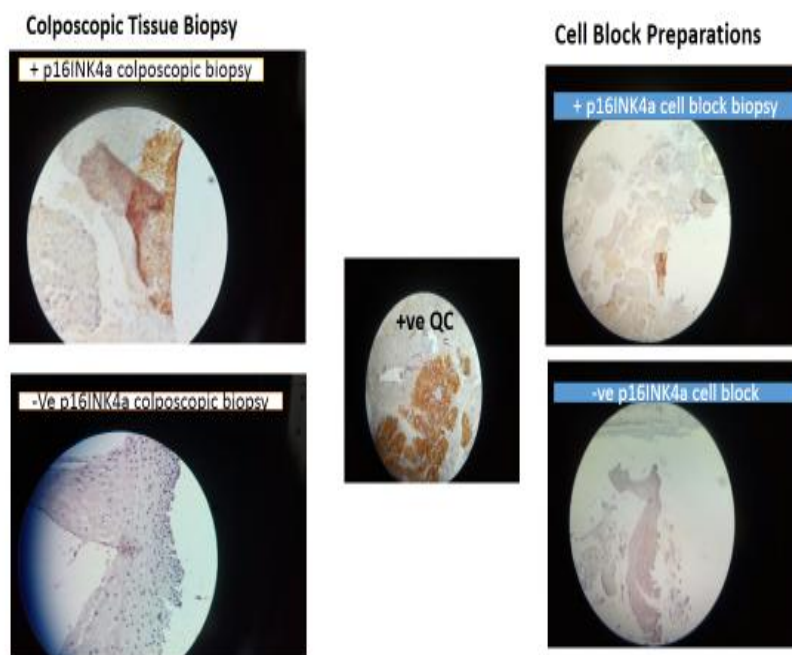 Colposcopic Tissue Biopsy
+ p16INK4a colposcopic biopsy
-Ve p16INK4a colposcopic biopsy
+ve QC
Cell Block Preparations
+ p16INK4a cell block biopsy
-ve p16INK4a cell block